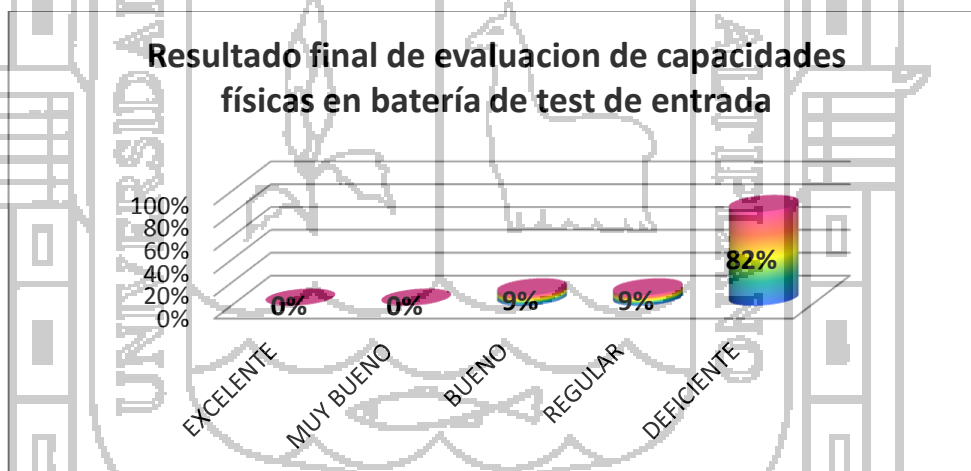 Resultado final de evaluacion de capacidades
físicas en batería de test de entrada
100%
80%
60%
40%
20%
0%
0%
0%
9%
9%
82%
EXCELENTE
MUY BUENO
BUENO
REGULAR
DEFICIENTE